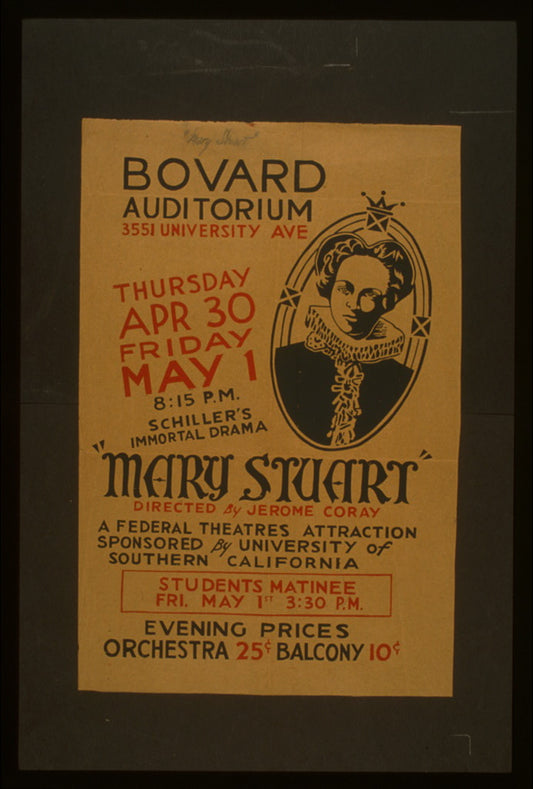 "Mary Stuart"
BOVARD
AUDITORIUM
3551 UNIVERSITY AVE
THURSDAY
APR 30
FRIDAY
MAY 1
8:15 P.M.
SCHILLER'S
IMMORTAL DRAMA
"MARY STUART"
DIRECTED By JEROME CORAY
A FEDERAL THEATRES ATTRACTION
SPONSORED By UNIVERSITY of
SOUTHERN CALIFORNIA
STUDENTS MATINEE
FRI. MAY 1ST 3:30 P.M.
EVENING PRICES
ORCHESTRA 25¢ BALCONY 10¢